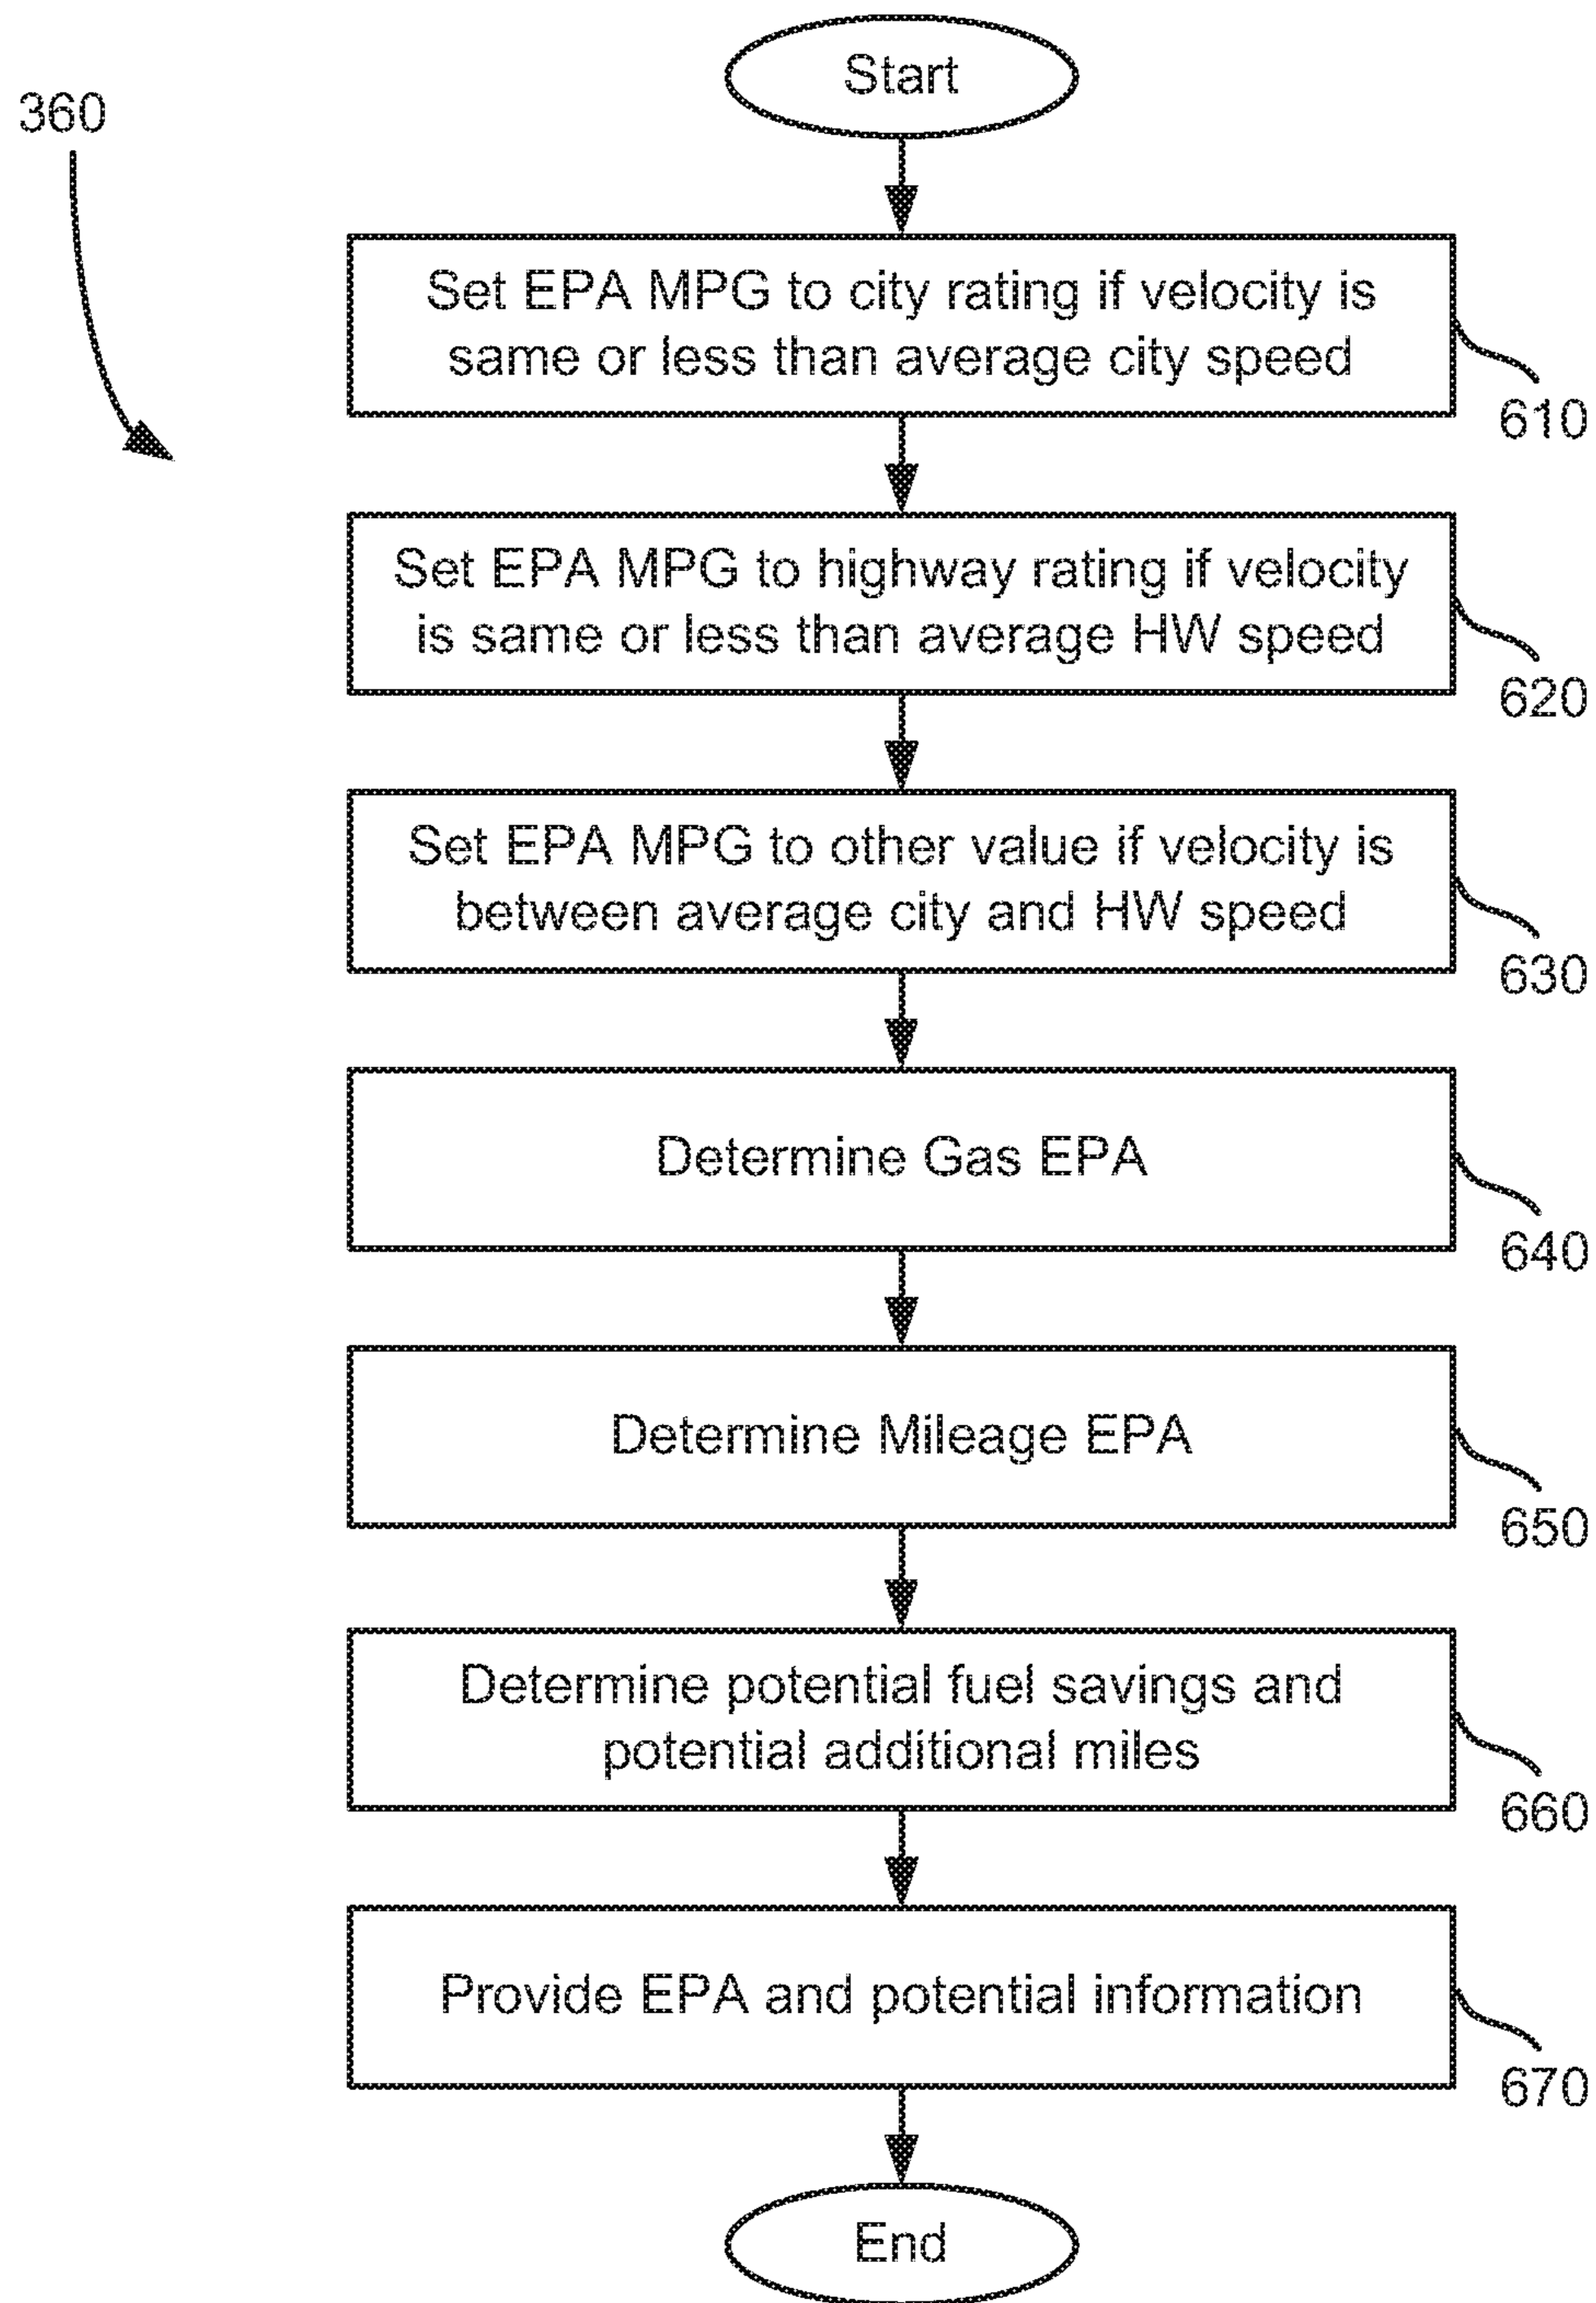 Start
360
Set EPA MPG to city rating if velocity is
same or less than average city speed
610
Set EPA MPG to highway rating if velocity
is same or less than average HW speed
620
Set EPA MPG to other value if velocity is
between average city and HW speed
630
Determine Gas EPA
640
Determine Mileage EPA
650
Determine potential fuel savings and
potential additional miles
660
Provide EPA and potential information
670
End